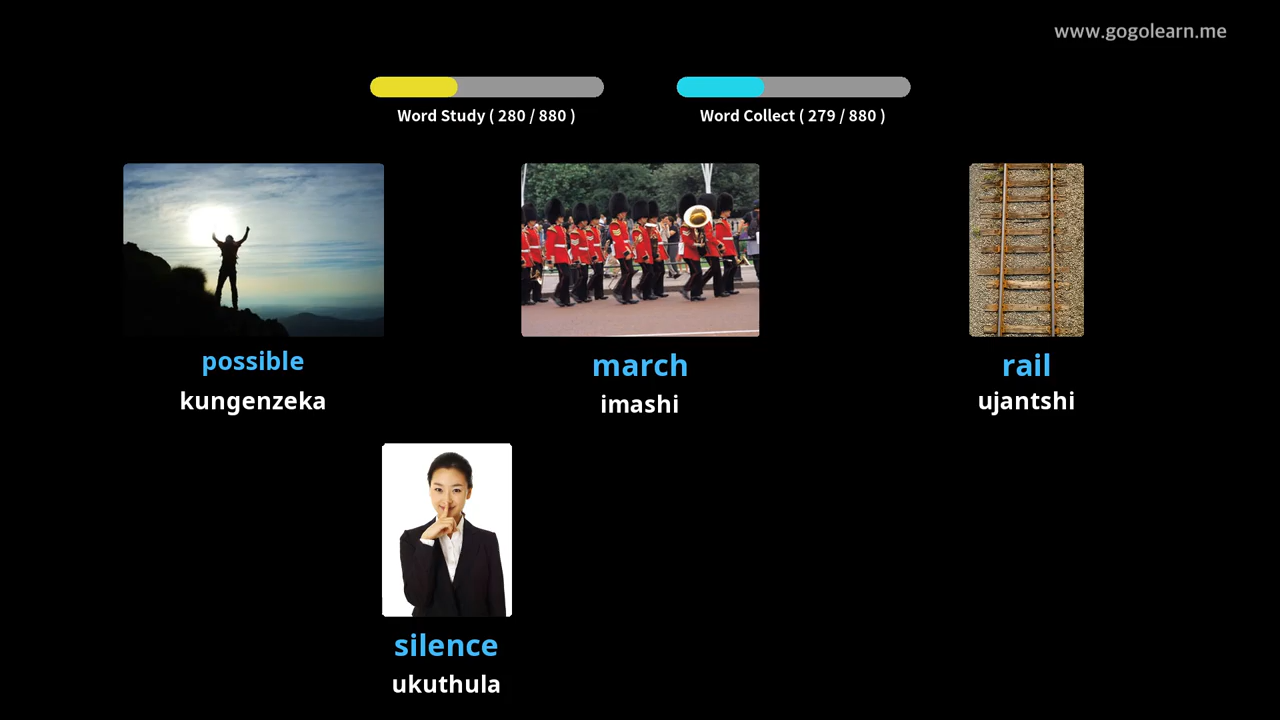 www.gogolearn.me
Word Study ( 280 / 880 )
Word Collect ( 279 / 880 )
possible
kungenzeka
march
imashi
rail
ujantshi
silence
ukuthula